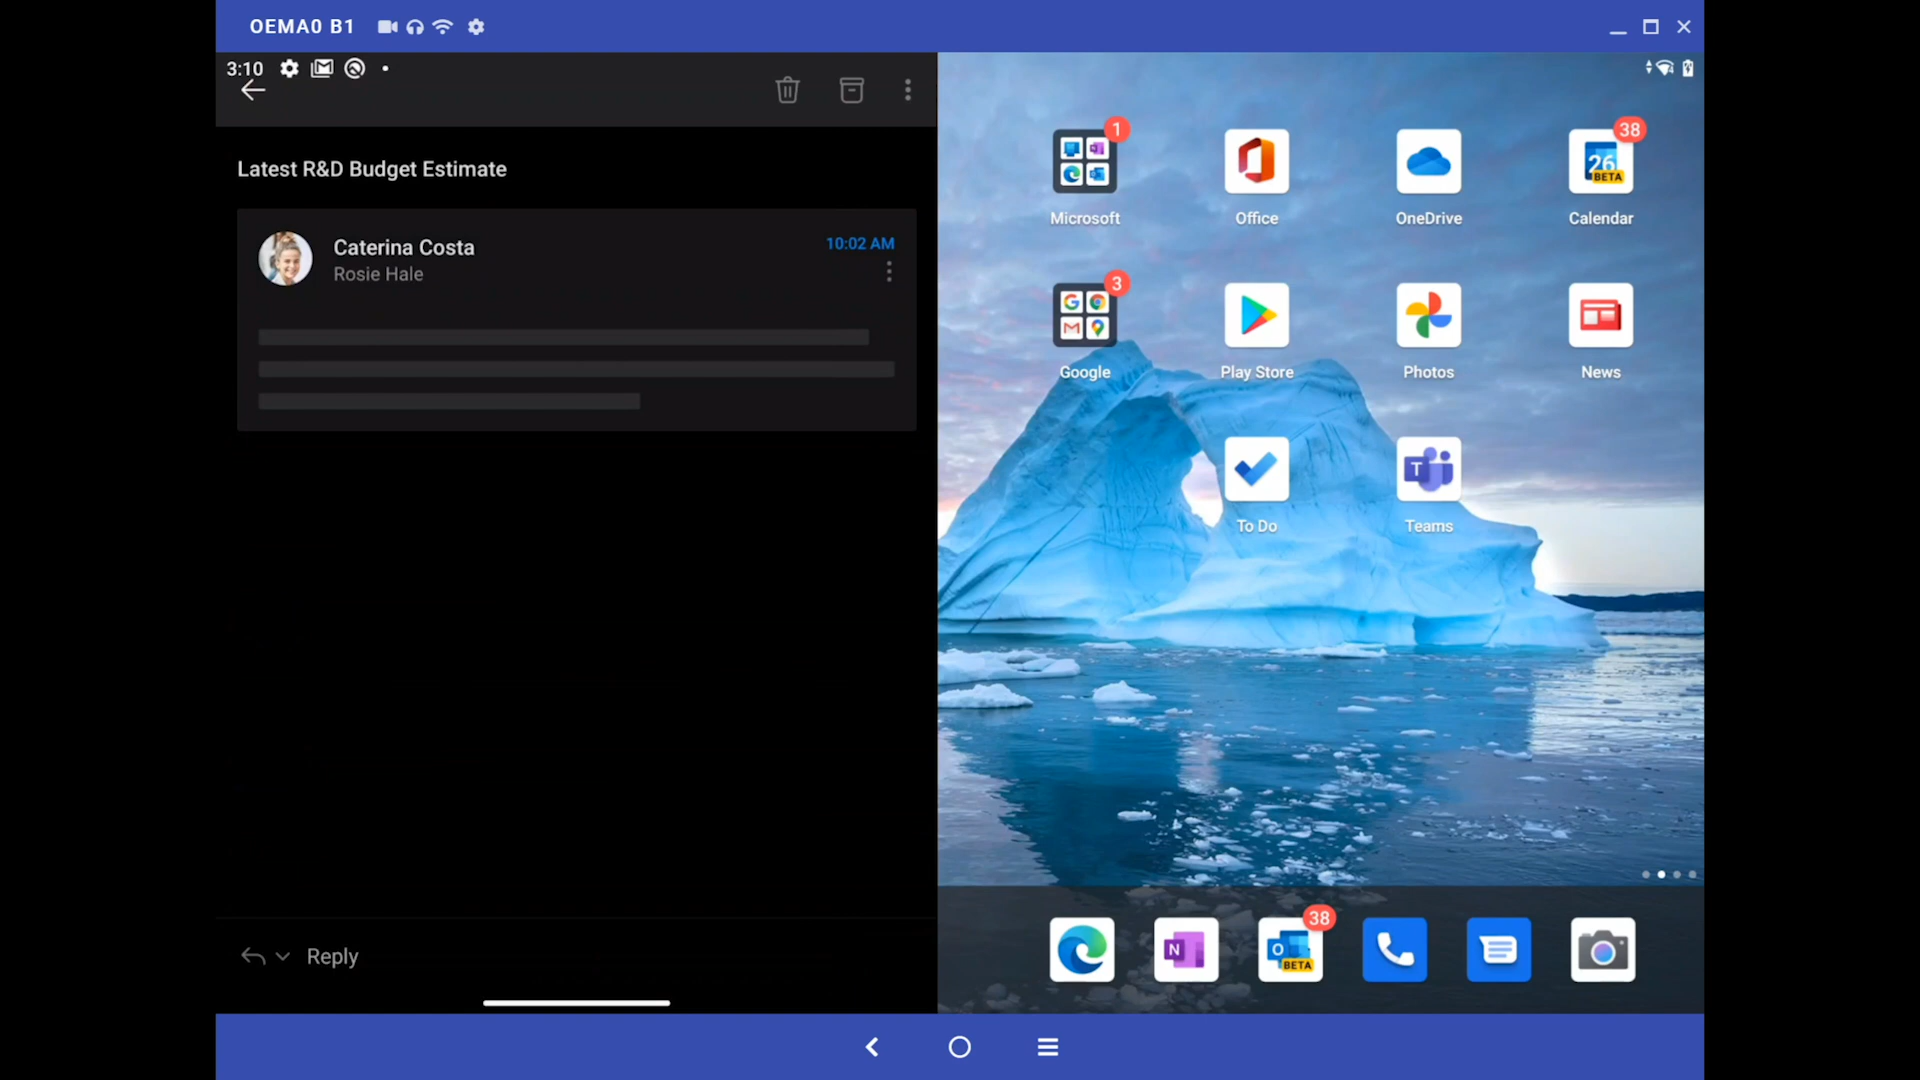 OEMA0 B1
3:10
Latest R&D Budget Estimate
Caterina Costa
10:02 AM
Rosie Hale
Reply
1
Microsoft
Office
OneDrive
38
26
BETA
Calendar
3
Google
Play Store
Photos
News
To Do
T
Teams
N
38
O
BETA